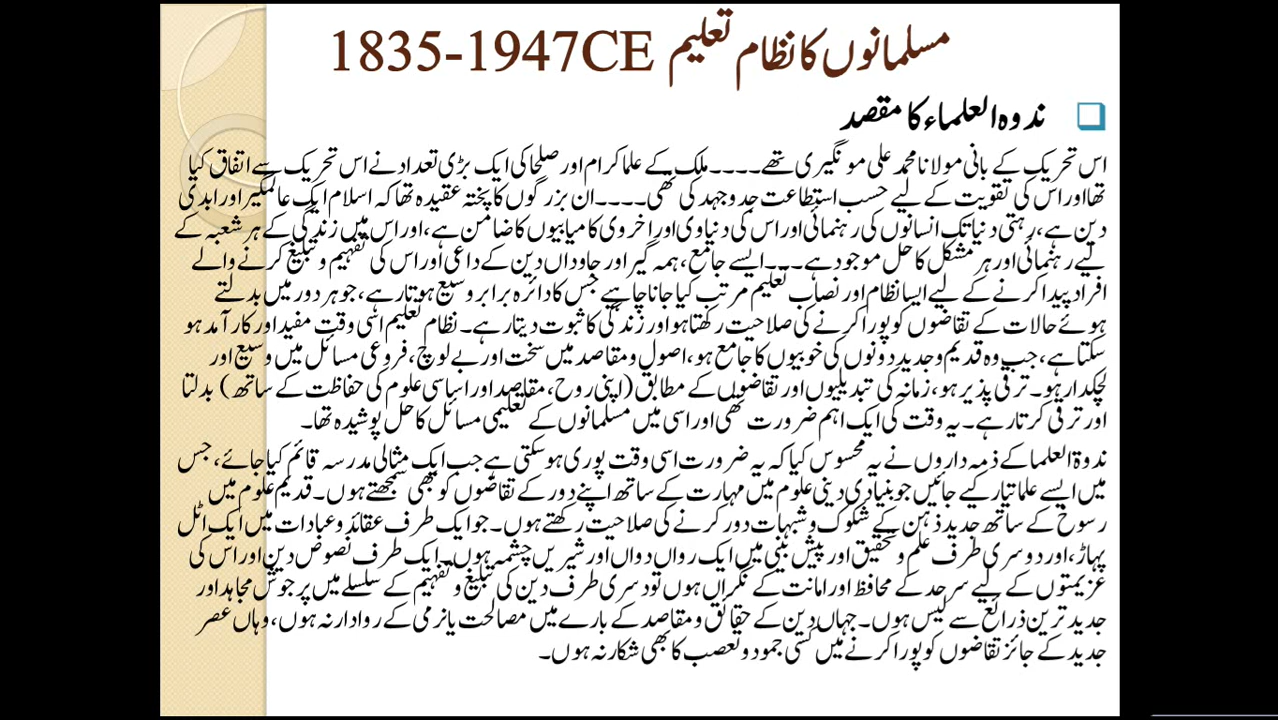 مسلمانوں کا نظام تعلیم 1835-1947CE
ندوہ العلماء کا مقصد
اس تحریک کے بانی مولانا محمد علی مونگیری تھے۔۔۔۔ملک کے علما کرام اور صلحا کی ایک بڑی تعداد نے اس تحریک سے اتفاق کیا
تھا اور اس کی تقویت کے لیے حسب استطاعت جدوجہد کی تھی۔۔۔۔ان بزرگوں کا پختہ عقیدہ تھا کہ اسلام ایک عالمگیر اور ابدی
دین ہے، رہتی دنیا تک انسانوں کی رہنمائی اور اس کی دنیاوی اور اخروی کامیابیوں کا ضامن ہے، اور اس میں زندگی کے ہر شعبہ کے
لیے رہنمائی اور ہر مشکل کا حل موجود ہے۔۔۔ایسے جامع، ہمہ گیر اور جاوداں دین کے داعی اور اس کی تفہیم و تبلیغ کرنے والے
افراد پیدا کرنے کے لیے ایسا نظام اور نصاب تعلیم مرتب کیا جانا چاہیے جس کا دائرہ برابر وسیع ہوتا رہے، جو ہر دور میں بدلتے
ہوئے حالات کے تقاضوں کو پورا کرنے کی صلاحیت رکھتا ہو اور زندگی کا ثبوت دیتا رہے۔ نظام تعلیم اسی وقت مفید اور کار آمد ہو
سکتا ہے، جب وہ قدیم و جدید دونوں کی خوبیوں کا جامع ہو، اصول و مقاصد میں سخت اور بے لوچ، فروعی مسائل میں وسیع اور
لچکدار ہو۔ ترقی پذیر ہو، زمانہ کی تبدیلیوں اور تقاضوں کے مطابق (اپنی روح، مقاصد اور اساسی علوم کی حفاظت کے ساتھ) بدلتا
اور ترقی کرتا رہے۔ یہ وقت کی ایک اہم ضرورت تھی اور اسی میں مسلمانوں کے تعلیمی مسائل کا حل پوشیدہ تھا۔
ندوۃ العلما کے ذمہ داروں نے یہ محسوس کیا کہ یہ ضرورت اسی وقت پوری ہو سکتی ہے جب ایک مثالی مدرسہ قائم کیا جائے، جس
میں ایسے علما تیار کیے جائیں جو بنیادی دینی علوم میں مہارت کے ساتھ اپنے دور کے تقاضوں کو بھی سمجھتے ہوں۔ قدیم علوم میں
رسوخ کے ساتھ جدید ذہن کے شکوک و شبہات دور کرنے کی صلاحیت رکھتے ہوں۔ جو ایک طرف عقائد و عبادات میں ایک اٹل
پہاڑ، اور دوسری طرف علم و تحقیق اور پیش بینی میں ایک رواں دواں اور شیریں چشمہ ہوں۔ ایک طرف نصوص دین اور اس کی
عزیمتوں کے لیے سرحد کے محافظ اور امانت کے نگراں ہوں تو دسری طرف دین کی تبلیغ و تفہیم کے سلسلے میں پر جوش مجاہد اور
جدید ترین ذرائع سے لیس ہوں۔ جہاں دین کے حقائق و مقاصد کے بارے میں مصالحت یا نرمی کے روادار نہ ہوں، وہاں عصر
جدید کے جائز تقاضوں کو پورا کرنے میں کسی جمود و تعصب کا بھی شکار نہ ہوں۔